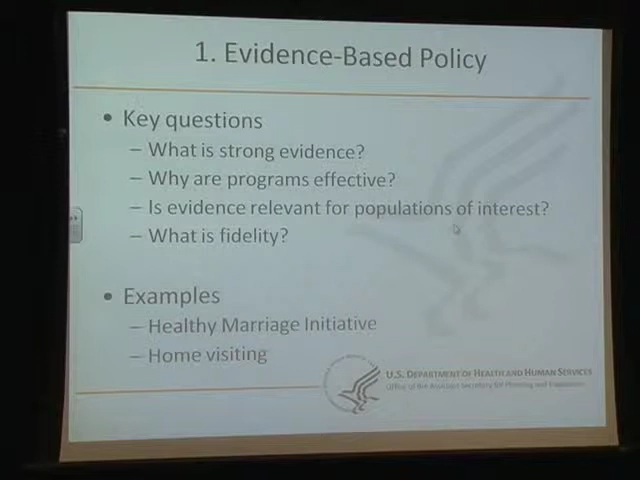 1. Evidence-Based Policy
• Key questions
– What is strong evidence?
– Why are programs effective?
– Is evidence relevant for populations of interest?
– What is fidelity?
• Examples
– Healthy Marriage Initiative
– Home visiting
U.S. DEPARTMENT OF HEALTH AND HUMAN SERVICES
Office of the Assistant Secretary for Planning and Evaluation